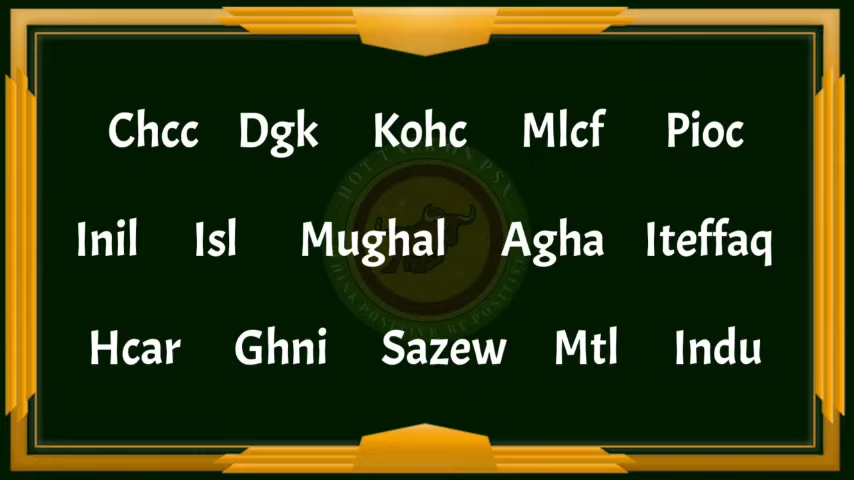 Chcc Dgk Kohc Mlcf Pioc
Inil Isl Mughal Agha Iteffaq
Hcar Ghni Sazew Mtl Indu